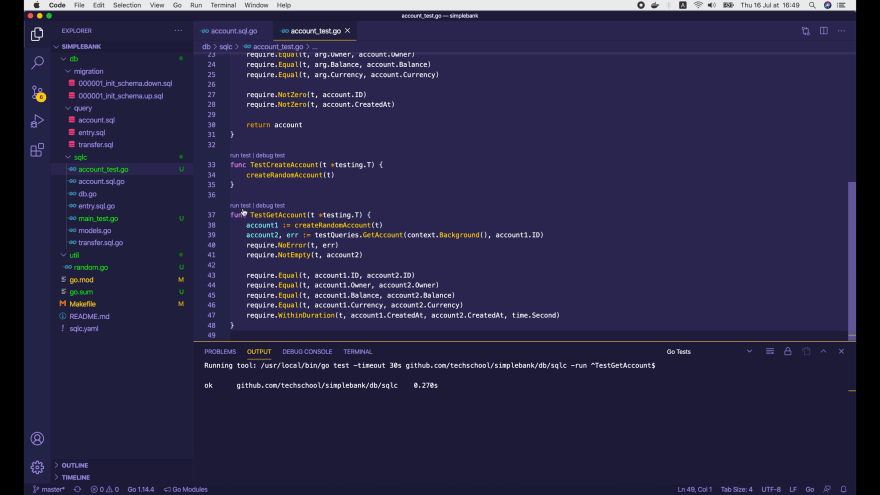 Code File Edit Selection View Go Run Terminal Window Help
A
Thu 16 Jul at 16:49
account_test.go — simplebank
EXPLORER
SIMPLEBANK
db
migration
000001_init_schema.down.sql
000001_init_schema.up.sql
query
account.sql
entry.sql
transfer.sql
sqlc
account_test.go U
account.sql.go
db.go
entry.sql.go
main_test.go U
models.go
transfer.sql.go
util
random.go U
go.mod M
go.sum U
Makefile M
README.md
sqlc.yaml
OUTLINE
TIMELINE
account.sql.go
account_test.go
db > sqlc > account_test.go > ...
23 require.Equal(t, arg.Owner, account.Owner)
24 require.Equal(t, arg.Balance, account.Balance)
25 require.Equal(t, arg.Currency, account.Currency)
26
27 require.NotZero(t, account.ID)
28 require.NotZero(t, account.CreatedAt)
29
30 return account
31 }
32
run test | debug test
33 func TestCreateAccount(t *testing.T) {
34 createRandomAccount(t)
35 }
36
run test | debug test
37 func TestGetAccount(t *testing.T) {
38 account1 := createRandomAccount(t)
39 account2, err := testQueries.GetAccount(context.Background(), account1.ID)
40 require.NoError(t, err)
41 require.NotEmpty(t, account2)
42
43 require.Equal(t, account1.ID, account2.ID)
44 require.Equal(t, account1.Owner, account2.Owner)
45 require.Equal(t, account1.Balance, account2.Balance)
46 require.Equal(t, account1.Currency, account2.Currency)
47 require.WithinDuration(t, account1.CreatedAt, account2.CreatedAt, time.Second)
48 }
49
PROBLEMS OUTPUT DEBUG CONSOLE TERMINAL
Go Tests
Running tool: /usr/local/bin/go test -timeout 30s github.com/techschool/simplebank/db/sqlc -run ^TestGetAccount$
ok github.com/techschool/simplebank/db/sqlc 0.270s
master* 0 0 Go 1.14.4 Go Modules
Ln 49, Col 1 Tab Size: 4 UTF-8 LF Go